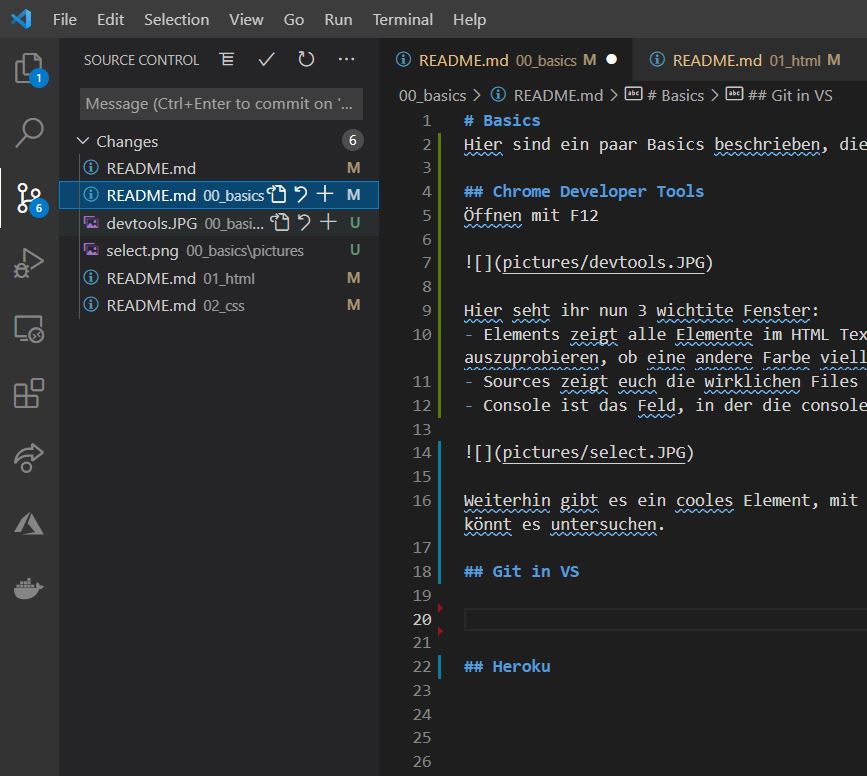 File Edit Selection View Go Run Terminal Help
SOURCE CONTROL
Message (Ctrl+Enter to commit on '...
Changes 6
README.md M
README.md 00_basics M
devtools.JPG 00_basi... U
select.png 00_basics\pictures U
README.md 01_html M
README.md 02_css M
1
6
README.md 00_basics M
README.md 01_html M
00_basics > README.md > # Basics > ## Git in VS
1 # Basics
2 Hier sind ein paar Basics beschrieben, die
3
4 ## Chrome Developer Tools
5 Öffnen mit F12
6
7 ![](pictures/devtools.JPG)
8
9 Hier seht ihr nun 3 wichtite Fenster:
10 - Elements zeigt alle Elemente im HTML Tex
auszuprobieren, ob eine andere Farbe viell
11 - Sources zeigt euch die wirklichen Files
12 - Console ist das Feld, in der die console
13
14 ![](pictures/select.JPG)
15
16 Weiterhin gibt es ein cooles Element, mit
könnt es untersuchen.
17
18 ## Git in VS
19
20
21
22 ## Heroku
23
24
25
26